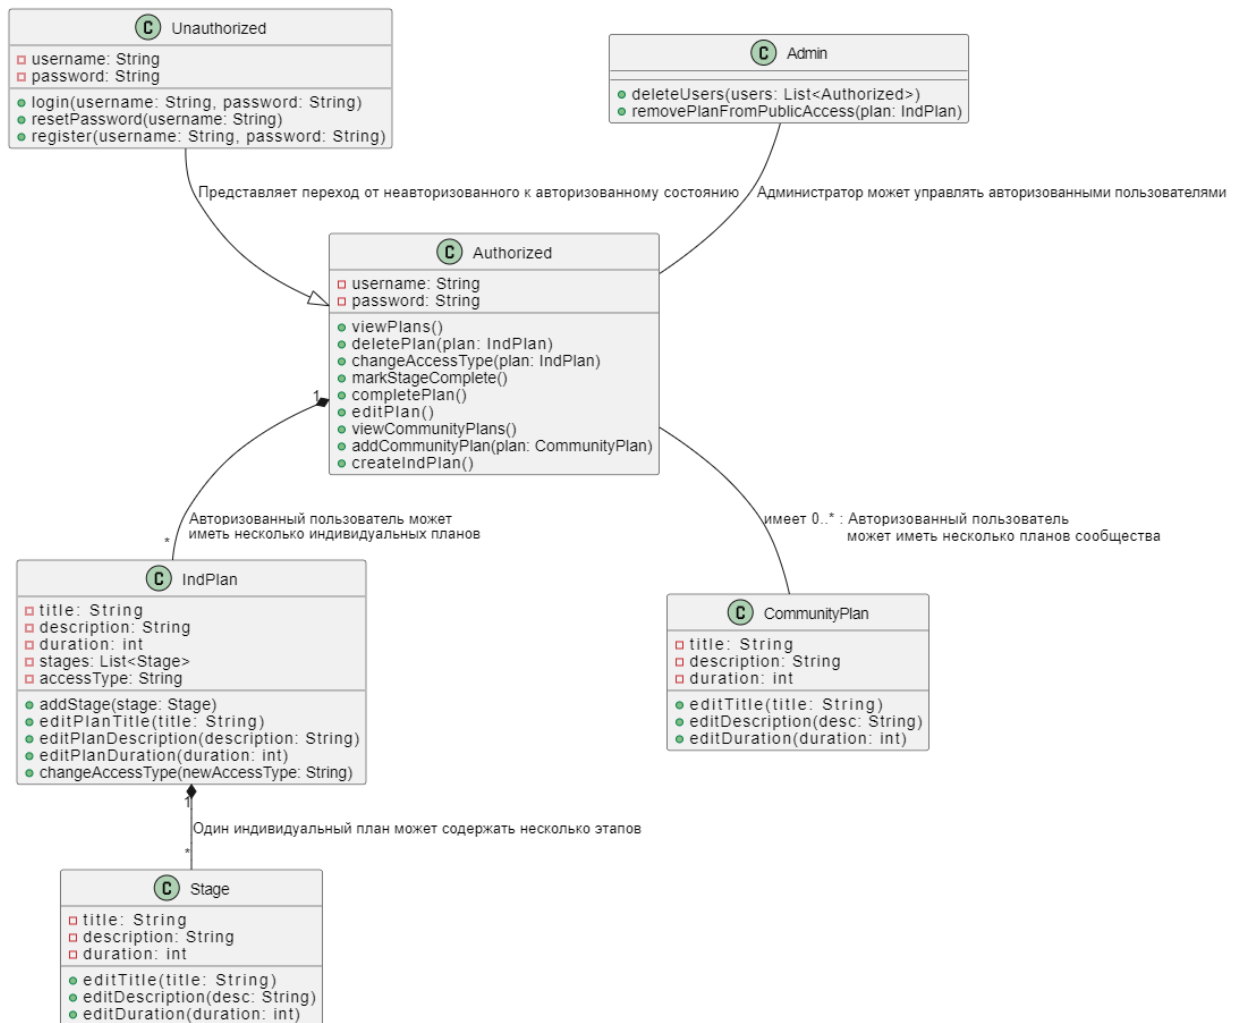 C Unauthorized
username: String
password: String
login(username: String, password: String)
resetPassword(username: String)
register(username: String, password: String)
C Admin
deleteUsers(users: List<Authorized>)
removePlanFromPublicAccess(plan: IndPlan)
Представляет переход от неавторизованного к авторизованному состоянию
Администратор может управлять авторизованными пользователями
C Authorized
username: String
password: String
viewPlans()
deletePlan(plan: IndPlan)
changeAccessType(plan: IndPlan)
markStageComplete()
completePlan()
editPlan()
viewCommunityPlans()
addCommunityPlan(plan: CommunityPlan)
createIndPlan()
1
Авторизованный пользователь может
иметь несколько индивидуальных планов
*
имеет 0..* : Авторизованный пользователь
может иметь несколько планов сообщества
C IndPlan
title: String
description: String
duration: int
stages: List<Stage>
accessType: String
addStage(stage: Stage)
editPlanTitle(title: String)
editPlanDescription(description: String)
editPlanDuration(duration: int)
changeAccessType(newAccessType: String)
C CommunityPlan
title: String
description: String
duration: int
editTitle(title: String)
editDescription(desc: String)
editDuration(duration: int)
1
Один индивидуальный план может содержать несколько этапов
*
C Stage
title: String
description: String
duration: int
editTitle(title: String)
editDescription(desc: String)
editDuration(duration: int)